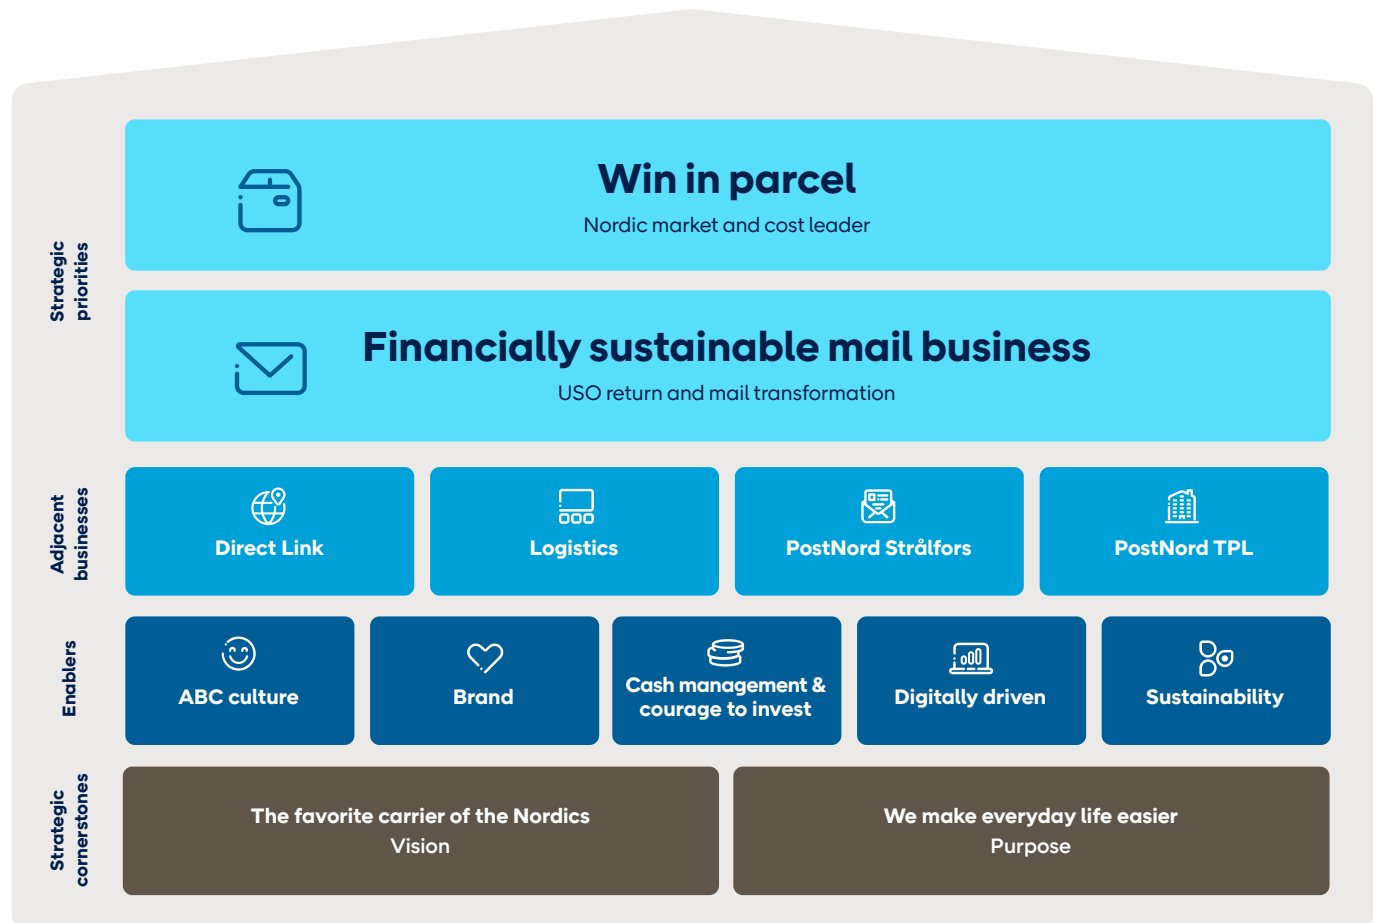 Strategic
priorities
Win in parcel
Nordic market and cost leader
Financially sustainable mail business
USO return and mail transformation
Adjacent
businesses
Direct Link
Logistics
PostNord Strålfors
PostNord TPL
Enablers
ABC culture
Brand
Cash management &
courage to invest
Digitally driven
Sustainability
Strategic
cornerstones
The favorite carrier of the Nordics
Vision
We make everyday life easier
Purpose